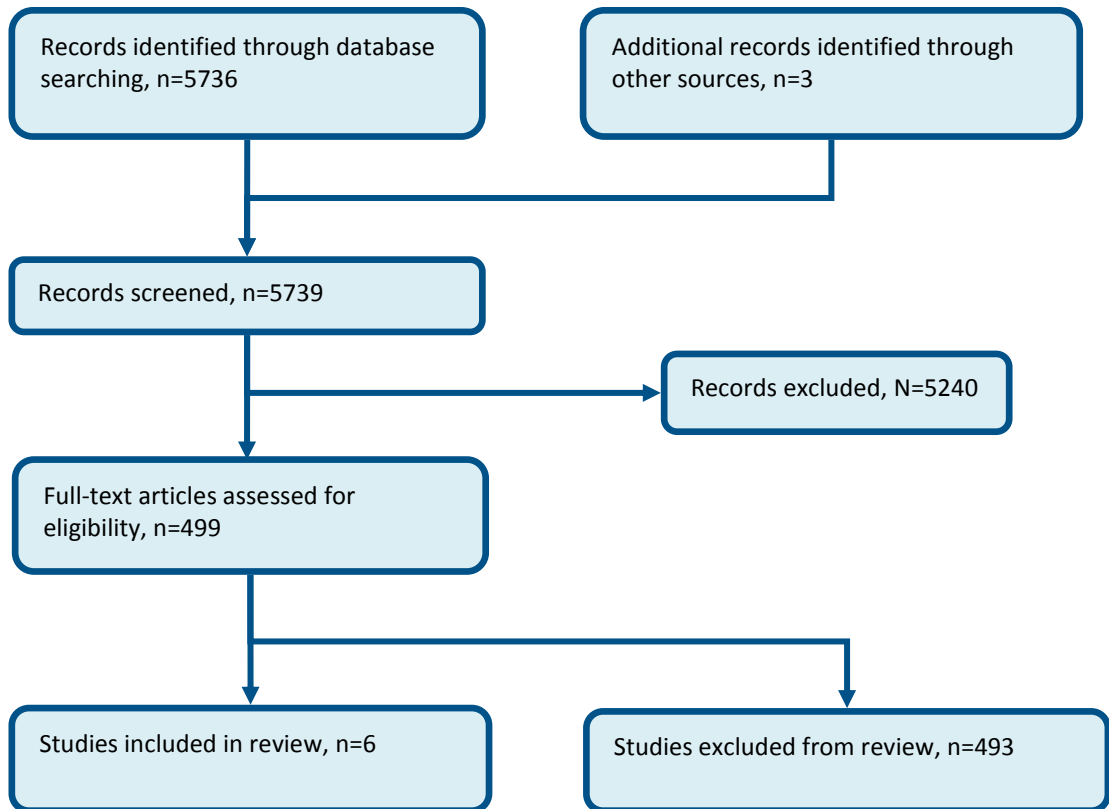 Records identified through database
searching, n=5736
Additional records identified through
other sources, n=3
Records screened, n=5739
Records excluded, N=5240
Full-text articles assessed for
eligibility, n=499
Studies included in review, n=6
Studies excluded from review, n=493